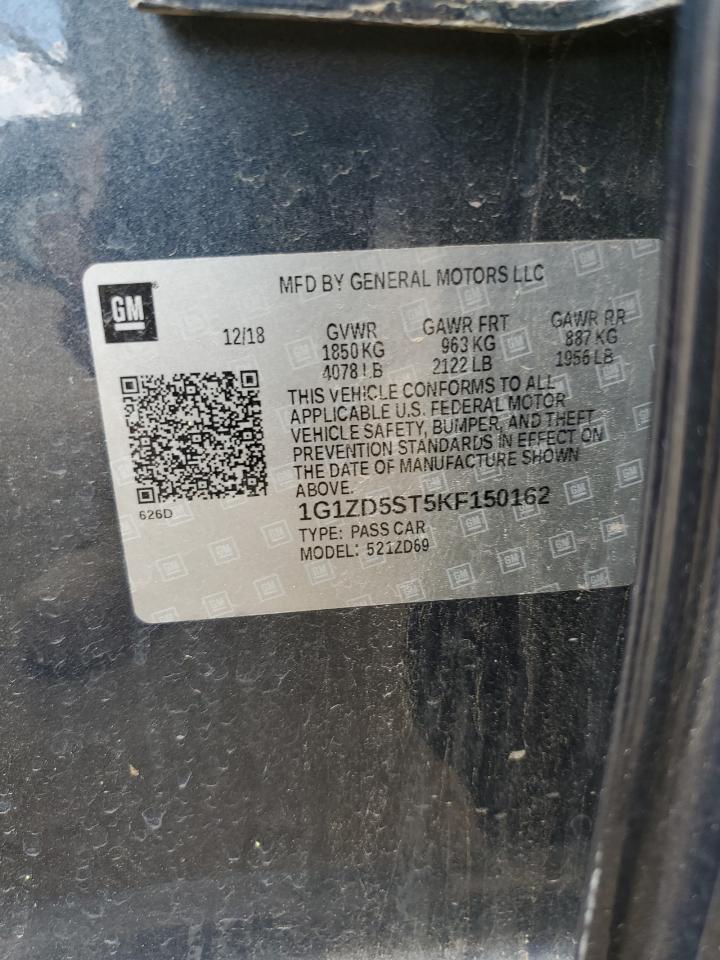 MFD BY GENERAL MOTORS LLC
GM
12/18
GVWR
1850 KG
4078 LB
GAWR FRT
963 KG
2122 LB
GAWR RR
887 KG
1956 LB
THIS VEHICLE CONFORMS TO ALL
APPLICABLE U.S. FEDERAL MOTOR
VEHICLE SAFETY, BUMPER, AND THEFT
PREVENTION STANDARDS IN EFFECT ON
THE DATE OF MANUFACTURE SHOWN
ABOVE.
626D
1G1ZD5ST5KF150162
TYPE: PASS CAR
MODEL: 521ZD69